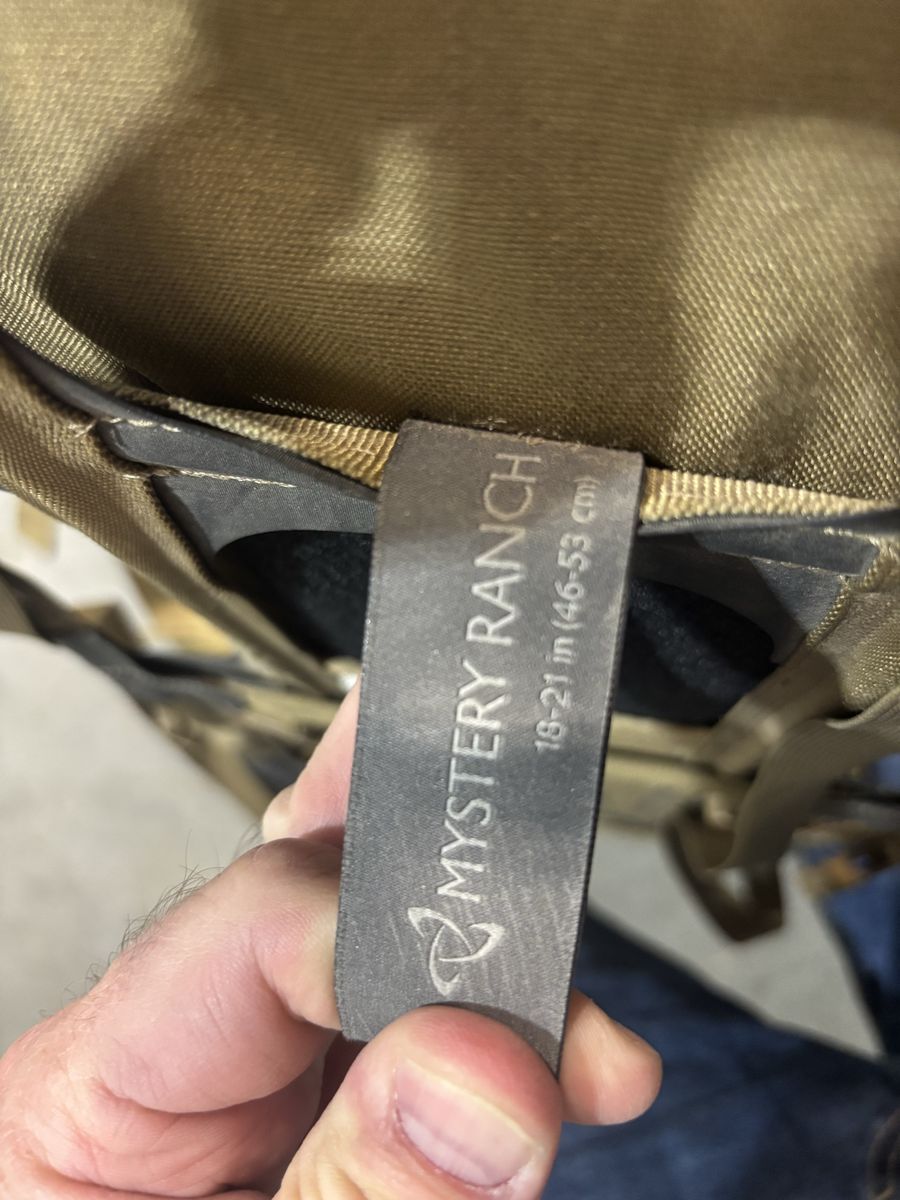 MYSTERY RANCH
18-21 in (46-53 cm)